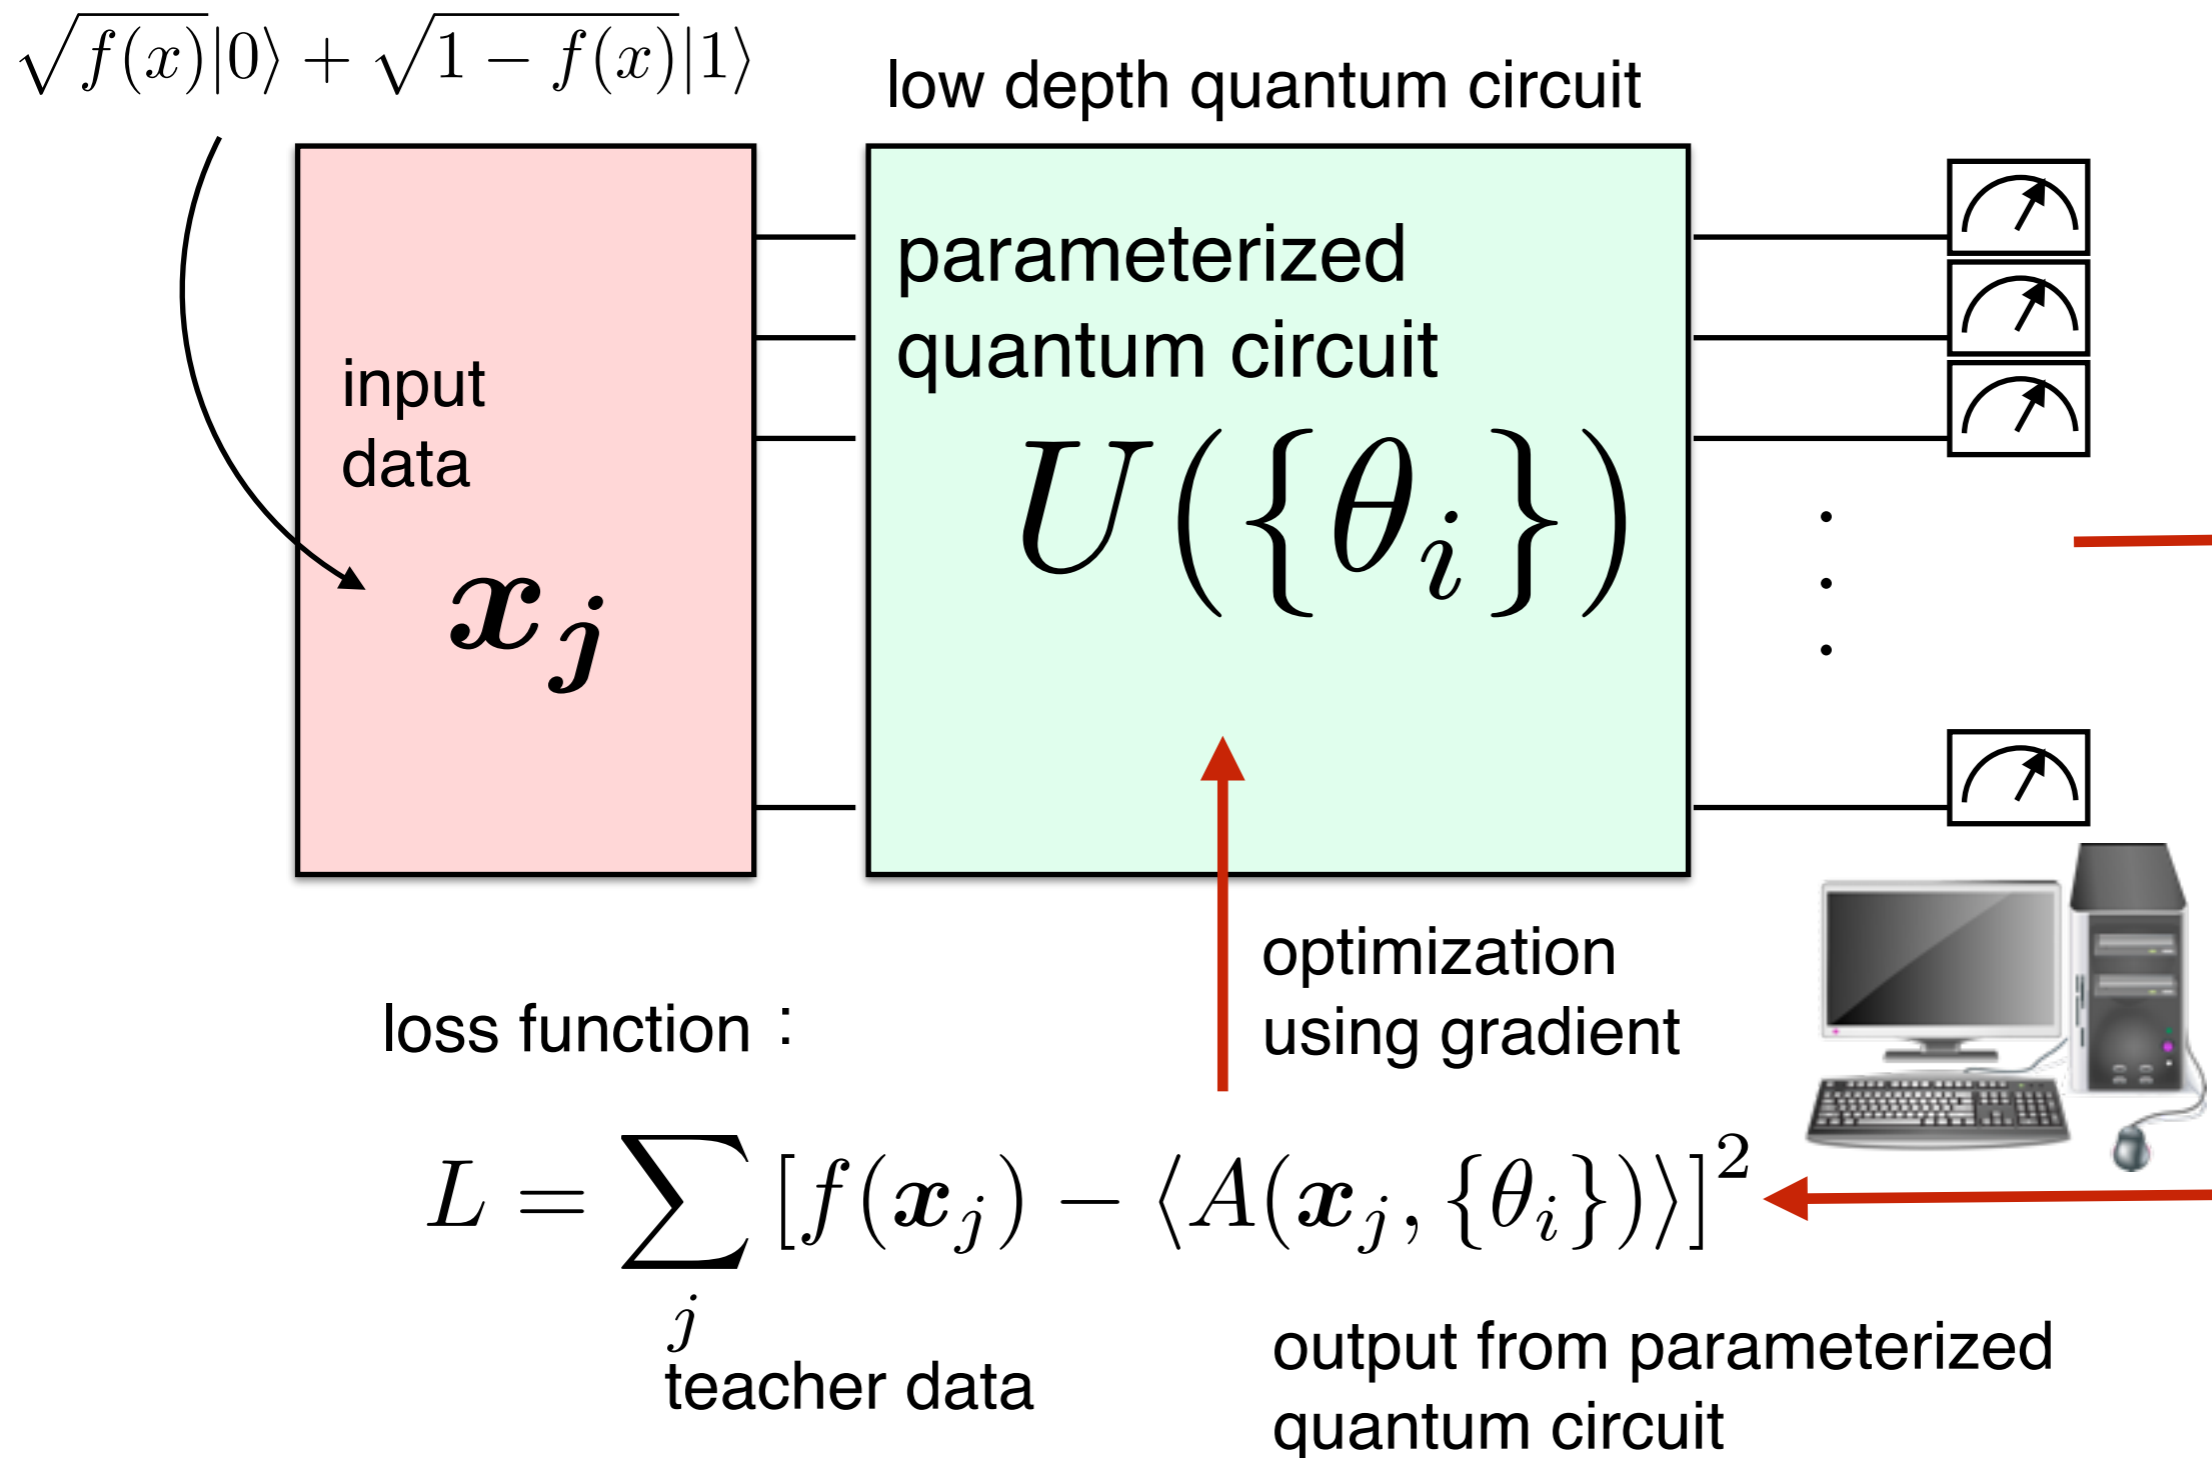 √f(x)|0⟩ + √1 − f(x)|1⟩
low depth quantum circuit
input
data
x_j
parameterized
quantum circuit
U({θ_i})
optimization
using gradient
loss function：
L = ∑_j [f(x_j) − ⟨A(x_j, {θ_i})⟩]²
teacher data
output from parameterized
quantum circuit